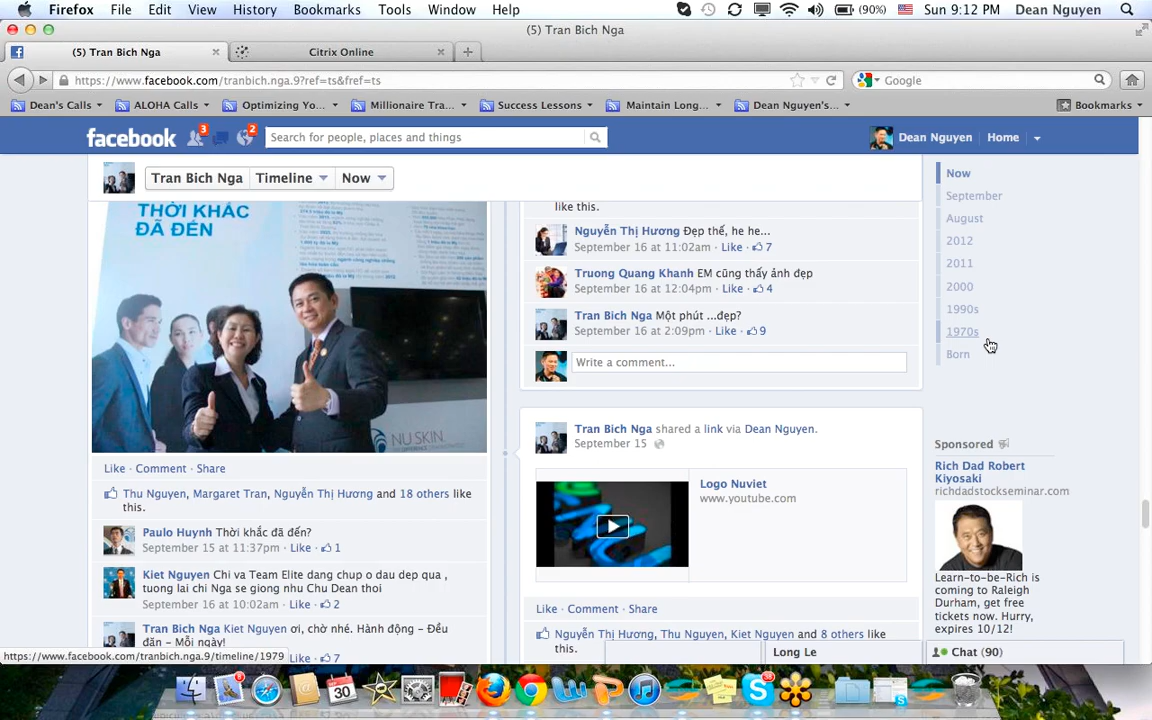 Firefox File Edit View History Bookmarks Tools Window Help (90%) Sun 9:12 PM Dean Nguyen
(5) Tran Bich Nga
(5) Tran Bich Nga Citrix Online
https://www.facebook.com/tranbich.nga.9?ref=ts&fref=ts Google
Dean's Calls ALOHA Calls Optimizing Yo... Millionaire Tra... Success Lessons Maintain Long... Dean Nguyen's... Bookmarks
facebook 3 2 Search for people, places and things Dean Nguyen Home
Tran Bich Nga Timeline Now
THỜI KHẮC
ĐÃ ĐẾN
NU SKIN
Like · Comment · Share
Thu Nguyen, Margaret Tran, Nguyễn Thị Hương and 18 others like
this.
Paulo Huynh Thời khắc đã đến?
September 15 at 11:37pm · Like · 1
Kiet Nguyen Chi va Team Elite dang chup o dau dep qua ,
tuong lai chi Nga se giong nhu Chu Dean thoi
September 16 at 10:02am · Like · 2
Tran Bich Nga Kiet Nguyen ơi, chờ nhé. Hành động - Đều
đặn - Mỗi ngày!
Like · 7
https://www.facebook.com/tranbich.nga.9/timeline/1979
like this.
Nguyễn Thị Hương Đẹp thế, he he...
September 16 at 11:02am · Like · 7
Truong Quang Khanh EM cũng thấy ảnh đẹp
September 16 at 12:04pm · Like · 4
Tran Bich Nga Một phút ...đẹp?
September 16 at 2:09pm · Like · 9
Write a comment...
Tran Bich Nga shared a link via Dean Nguyen.
September 15
Logo Nuviet
www.youtube.com
Like · Comment · Share
Nguyễn Thị Hương, Thu Nguyen, Kiet Nguyen and 8 others like
this.
Now
September
August
2012
2011
2000
1990s
1970s
Born
Sponsored
Rich Dad Robert
Kiyosaki
richdadstockseminar.com
Learn-to-be-Rich is
coming to Raleigh
Durham, get free
tickets now. Hurry,
expires 10/12!
Long Le Chat (90)
30